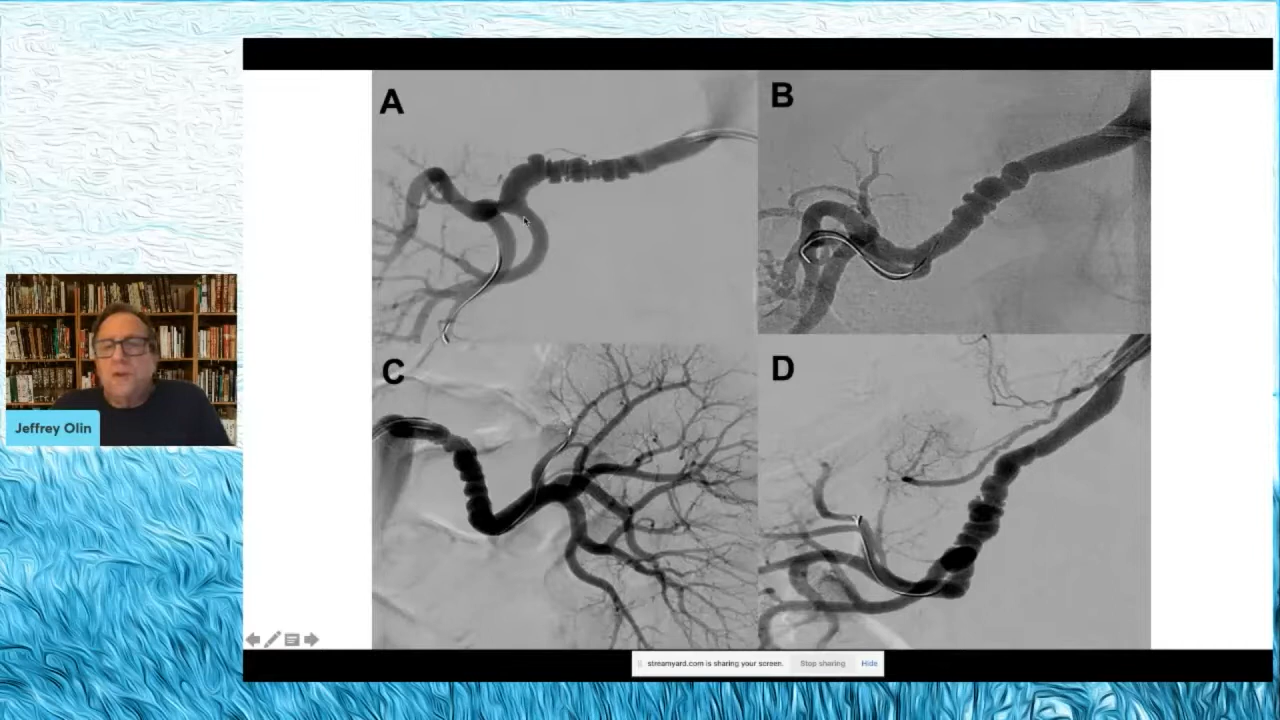 A
B
C
D
Jeffrey Olin
streamyard.com is sharing your screen.
Stop sharing
Hide